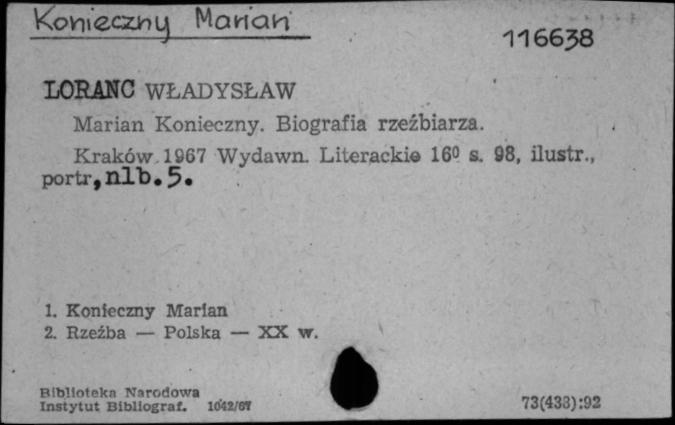 Konieczny Marian
116638
LORANC WŁADYSŁAW
Marian Konieczny. Biografia rzeźbiarza.
Kraków 1967 Wydawn. Literackie 16⁰ s. 98, ilustr.,
portr, nlb. 5.
1. Konieczny Marian
2. Rzeźba — Polska — XX w.
Biblioteka Narodowa
Instytut Bibliograf. 1042/67
73(438):92